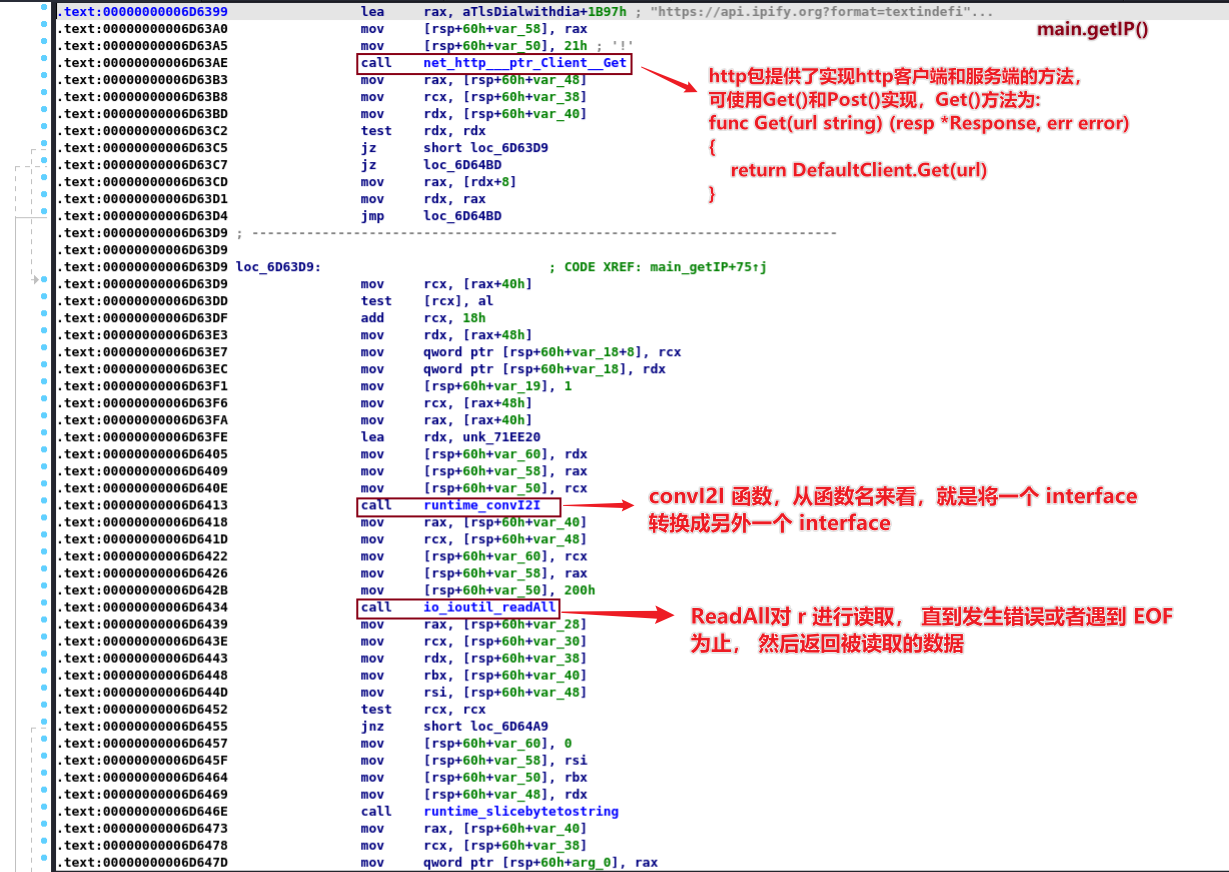 .text:00000000006D6399 lea rax, aTlsDialwithdia+1B97h ; "https://api.ipify.org?format=textindefi"...
main.getIP()
.text:00000000006D63A0 mov [rsp+60h+var_58], rax
.text:00000000006D63A5 mov [rsp+60h+var_50], 21h ; '!'
.text:00000000006D63AE call net_http___ptr_Client__Get
http包提供了实现http客户端和服务端的方法，
可使用Get()和Post()实现，Get()方法为:
func Get(url string) (resp *Response, err error)
{
return DefaultClient.Get(url)
}
.text:00000000006D63B3 mov rax, [rsp+60h+var_48]
.text:00000000006D63B8 mov rcx, [rsp+60h+var_38]
.text:00000000006D63BD mov rdx, [rsp+60h+var_40]
.text:00000000006D63C2 test rdx, rdx
.text:00000000006D63C5 jz short loc_6D63D9
.text:00000000006D63C7 jz loc_6D64BD
.text:00000000006D63CD mov rax, [rdx+8]
.text:00000000006D63D1 mov rdx, rax
.text:00000000006D63D4 jmp loc_6D64BD
.text:00000000006D63D9 ; ---------------------------------------------------------------------------
.text:00000000006D63D9
.text:00000000006D63D9 loc_6D63D9: ; CODE XREF: main_getIP+75↑j
.text:00000000006D63D9 mov rcx, [rax+40h]
.text:00000000006D63DD test [rcx], al
.text:00000000006D63DF add rcx, 18h
.text:00000000006D63E3 mov rdx, [rax+48h]
.text:00000000006D63E7 mov qword ptr [rsp+60h+var_18+8], rcx
.text:00000000006D63EC mov qword ptr [rsp+60h+var_18], rdx
.text:00000000006D63F1 mov [rsp+60h+var_19], 1
.text:00000000006D63F6 mov rcx, [rax+48h]
.text:00000000006D63FA mov rax, [rax+40h]
.text:00000000006D63FE lea rdx, unk_71EE20
.text:00000000006D6405 mov [rsp+60h+var_60], rdx
.text:00000000006D6409 mov [rsp+60h+var_58], rax
.text:00000000006D640E mov [rsp+60h+var_50], rcx
.text:00000000006D6413 call runtime_convI2I
convI2I 函数，从函数名来看，就是将一个 interface
转换成另外一个 interface
.text:00000000006D6418 mov rax, [rsp+60h+var_40]
.text:00000000006D641D mov rcx, [rsp+60h+var_48]
.text:00000000006D6422 mov [rsp+60h+var_60], rcx
.text:00000000006D6426 mov [rsp+60h+var_58], rax
.text:00000000006D642B mov [rsp+60h+var_50], 200h
.text:00000000006D6434 call io_ioutil_readAll
ReadAll对 r 进行读取， 直到发生错误或者遇到 EOF
为止， 然后返回被读取的数据
.text:00000000006D6439 mov rax, [rsp+60h+var_28]
.text:00000000006D643E mov rcx, [rsp+60h+var_30]
.text:00000000006D6443 mov rdx, [rsp+60h+var_38]
.text:00000000006D6448 mov rbx, [rsp+60h+var_40]
.text:00000000006D644D mov rsi, [rsp+60h+var_48]
.text:00000000006D6452 test rcx, rcx
.text:00000000006D6455 jnz short loc_6D64A9
.text:00000000006D6457 mov [rsp+60h+var_60], 0
.text:00000000006D645F mov [rsp+60h+var_58], rsi
.text:00000000006D6464 mov [rsp+60h+var_50], rbx
.text:00000000006D6469 mov [rsp+60h+var_48], rdx
.text:00000000006D646E call runtime_slicebytetostring
.text:00000000006D6473 mov rax, [rsp+60h+var_40]
.text:00000000006D6478 mov rcx, [rsp+60h+var_38]
.text:00000000006D647D mov qword ptr [rsp+60h+arg_0], rax